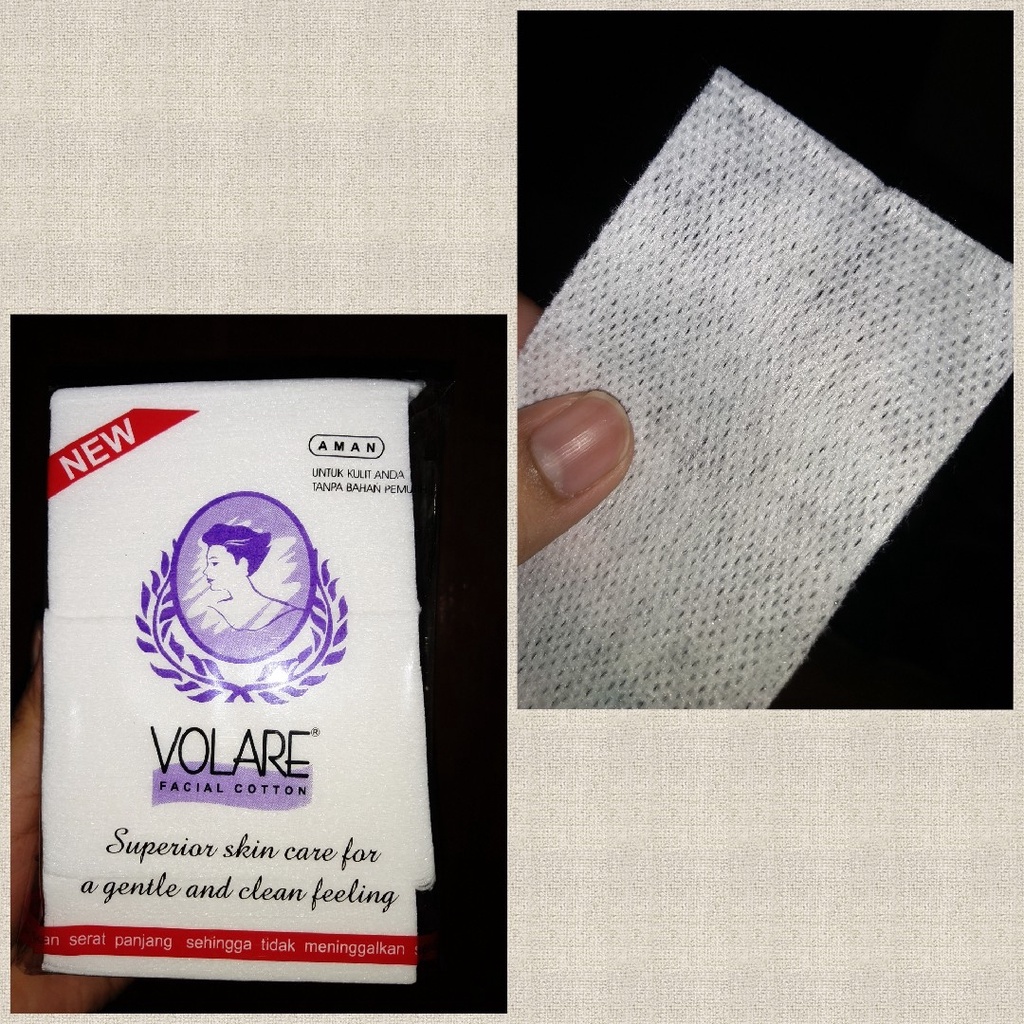 NEW
AMAN
UNTUK KULIT ANDA
TANPA BAHAN PEMU
VOLARE®
FACIAL COTTON
Superior skin care for
a gentle and clean feeling
an serat panjang sehingga tidak meninggalkan s